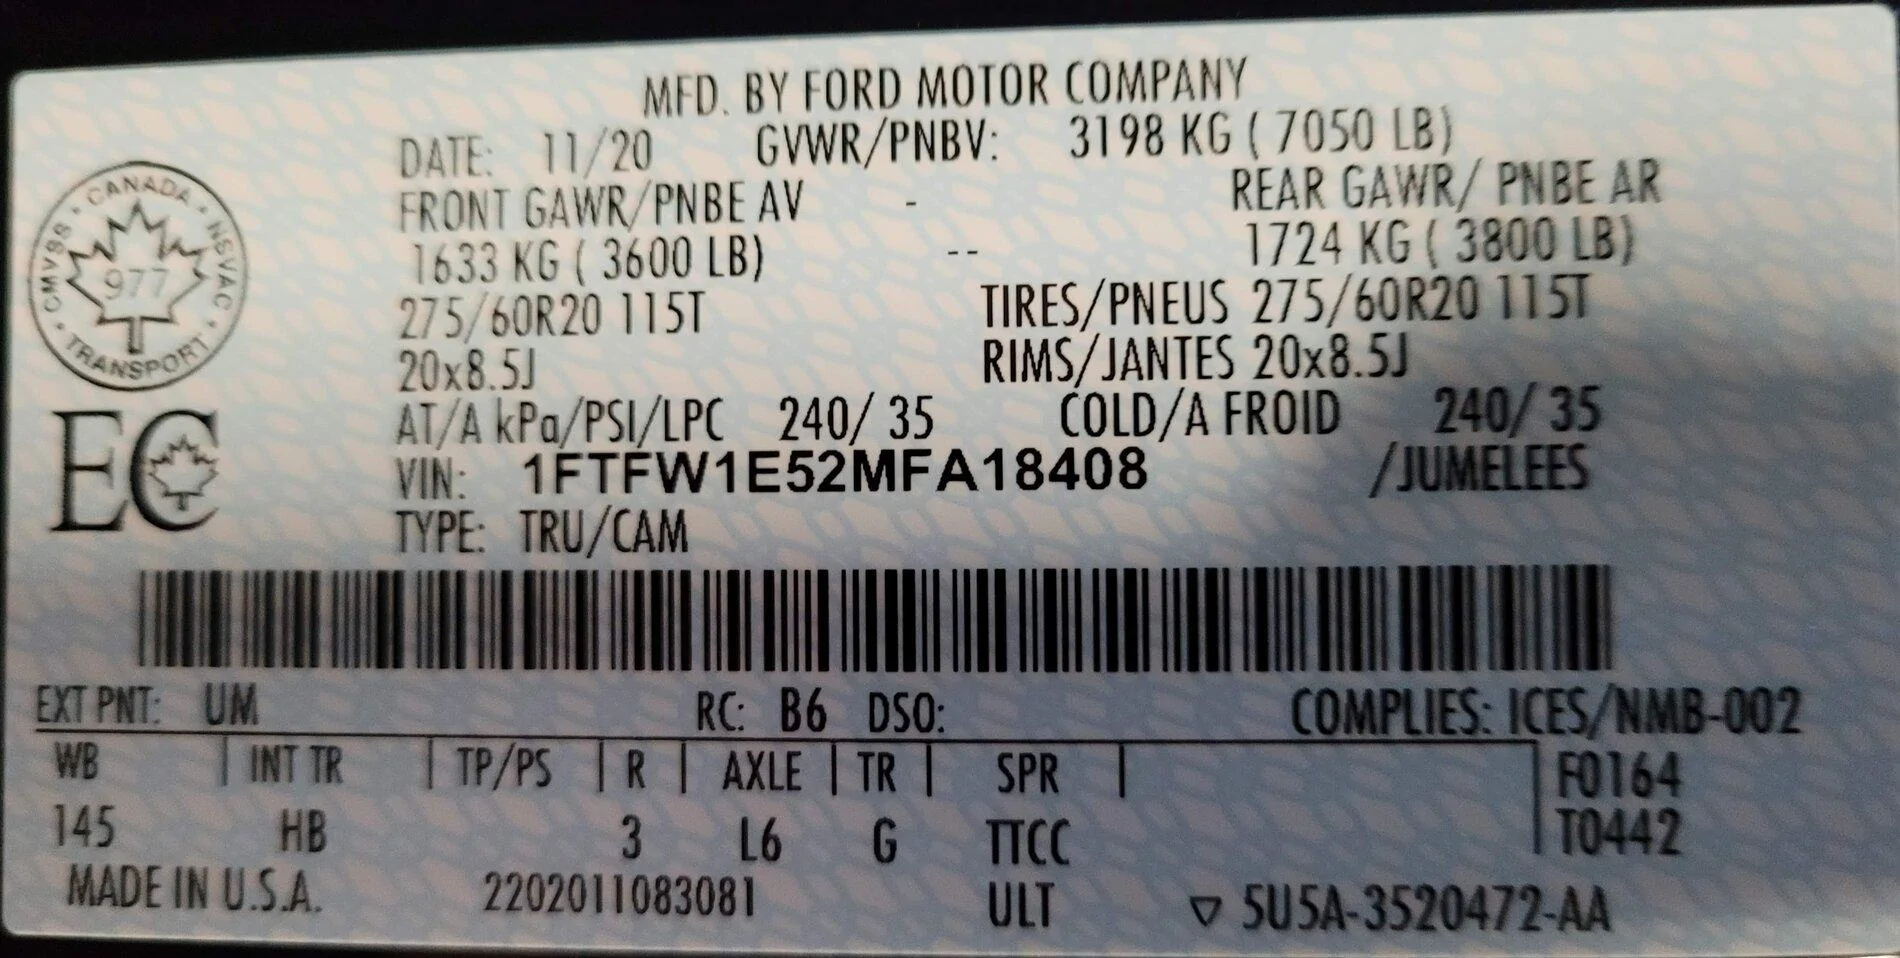 MFD. BY FORD MOTOR COMPANY
DATE: 11/20 GVWR/PNBV: 3198 KG ( 7050 LB)
FRONT GAWR/PNBE AV - REAR GAWR/ PNBE AR
1633 KG ( 3600 LB) -- 1724 KG ( 3800 LB)
275/60R20 115T TIRES/PNEUS 275/60R20 115T
20x8.5J RIMS/JANTES 20x8.5J
AT/A kPa/PSI/LPC 240/ 35 COLD/A FROID 240/ 35
VIN: 1FTFW1E52MFA18408 /JUMELEES
TYPE: TRU/CAM
CMVSS • CANADA • NSVAC • TRANSPORT •
977
EC
EXT PNT: UM RC: B6 DSO: COMPLIES: ICES/NMB-002
WB | INT TR | TP/PS | R | AXLE | TR | SPR | F0164
145 HB 3 L6 G TTCC T0442
MADE IN U.S.A. 2202011083081 ULT ▽ 5U5A-3520472-AA